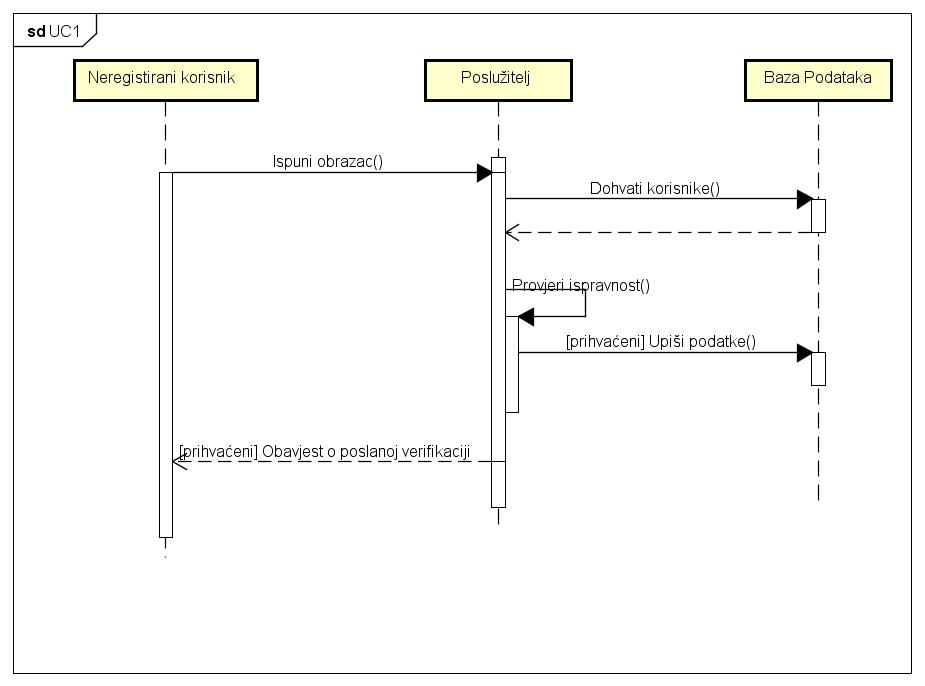 sd UC1
Neregistirani korisnik
Poslužitelj
Baza Podataka
Ispuni obrazac()
Dohvati korisnike()
Provjeri ispravnost()
[prihvaćeni] Upiši podatke()
[prihvaćeni] Obavjest o poslanoj verifikaciji